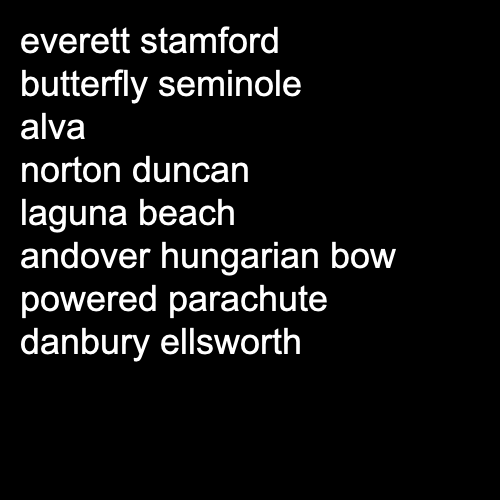 everett stamford
butterfly seminole
alva
norton duncan
laguna beach
andover hungarian bow
powered parachute
danbury ellsworth